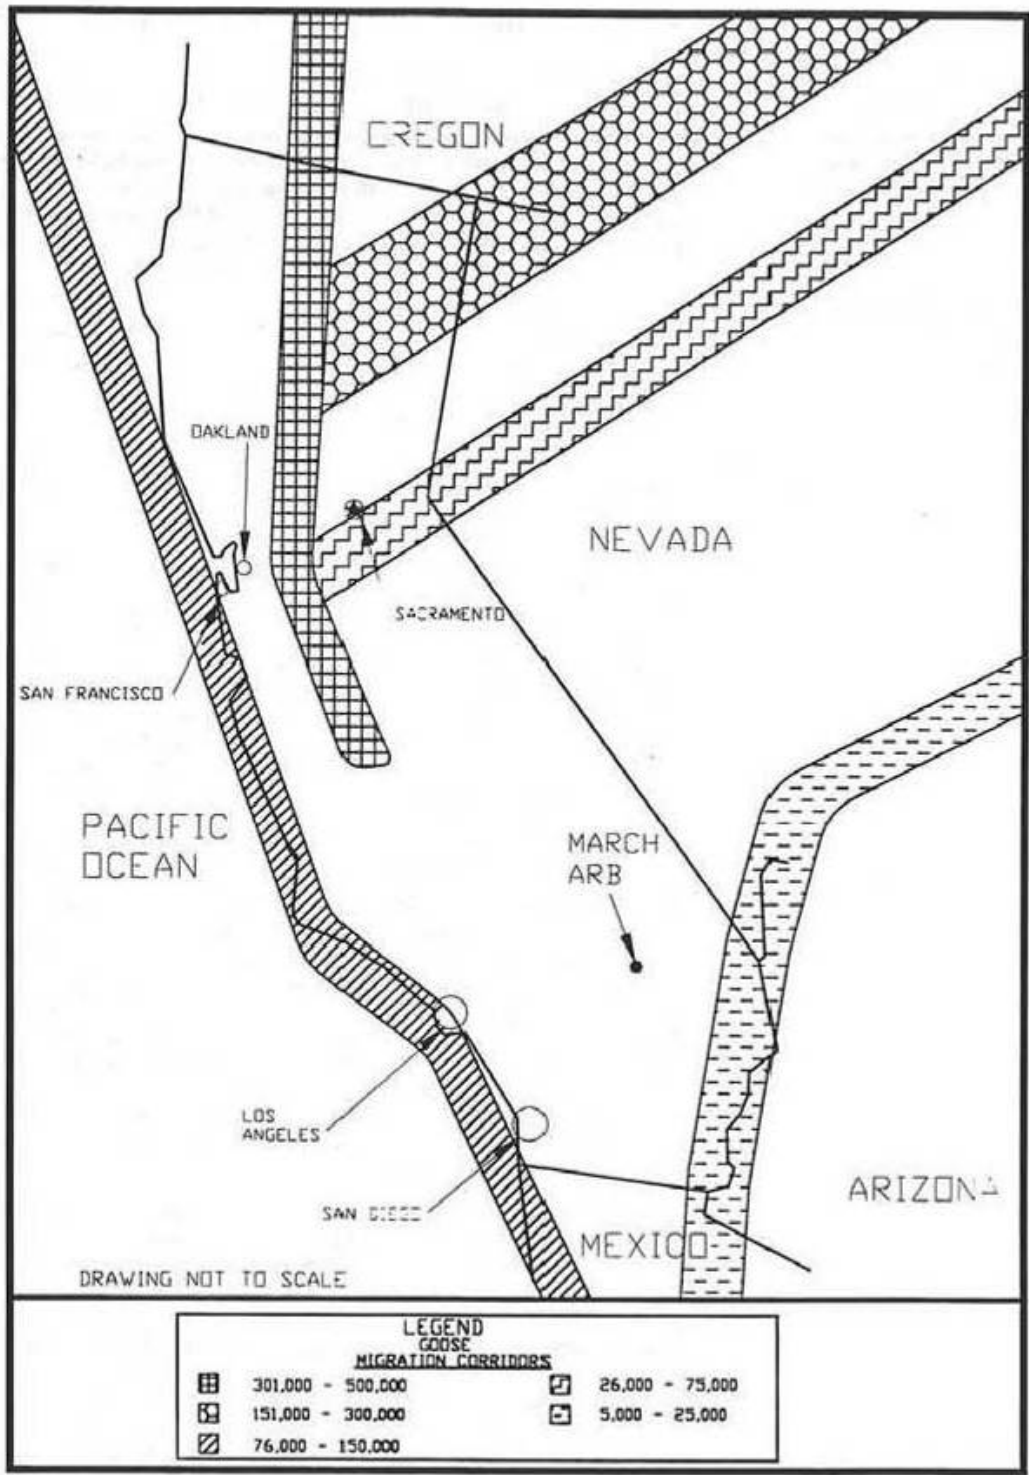 OREGON
OAKLAND
NEVADA
SACRAMENTO
SAN FRANCISCO
PACIFIC
OCEAN
MARCH
ARB
LOS
ANGELES
ARIZONA
SAN DIEGO
MEXICO
DRAWING NOT TO SCALE
LEGEND
GOOSE
MIGRATION CORRIDORS
301,000 - 500,000
26,000 - 75,000
151,000 - 300,000
5,000 - 25,000
76,000 - 150,000